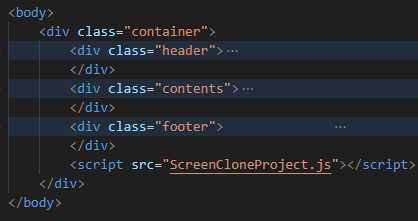 <body>
<div class="container">
<div class="header">…
</div>
<div class="contents">…
</div>
<div class="footer"> …
</div>
<script src="ScreenCloneProject.js"></script>
</div>
</body>